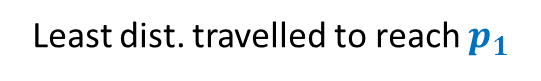 Least dist. travelled to reach p₁